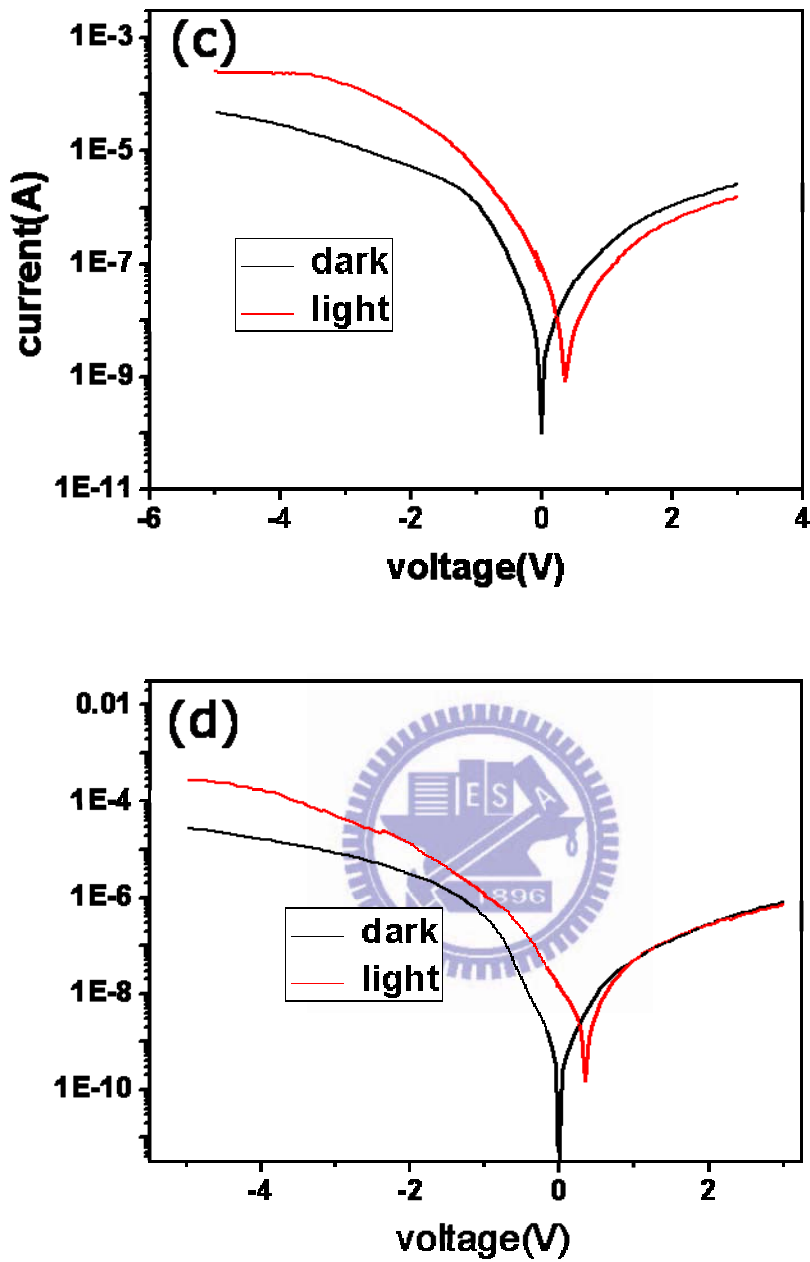 (c)
1E-3
1E-5
1E-7
1E-9
1E-11
current(A)
dark
light
-6 -4 -2 0 2 4
voltage(V)
(d)
0.01
1E-4
1E-6
1E-8
1E-10
E S A
1896
dark
light
-4 -2 0 2
voltage(V)